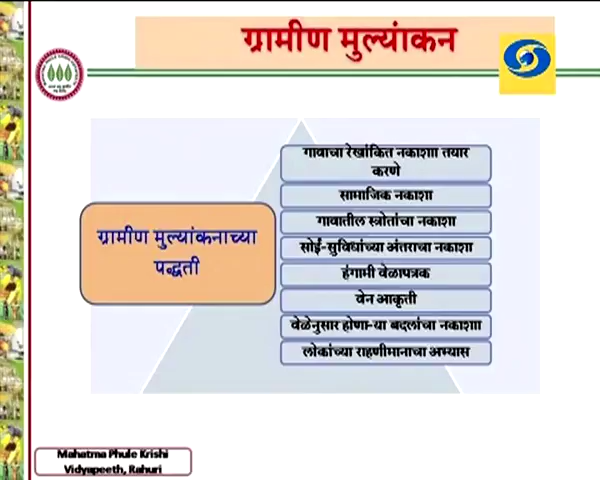 ग्रामीण मुल्यांकन
गावाचा रेखांकित नकाशाा तयार
करणे
सामाजिक नकाशा
गावातील स्त्रोतांचा नकाशा
सोई-सुविधांच्या अंतराचा नकाशा
हंगामी वेळापत्रक
वेन आकृती
वेळेनुसार होणा-या बदलांचा नकाशाा
लोकांच्या राहणीमानाचा अभ्यास
ग्रामीण मुल्यांकनाच्या
पद्धती
Mahatma Phule Krishi
Vidyapeeth, Rahuri